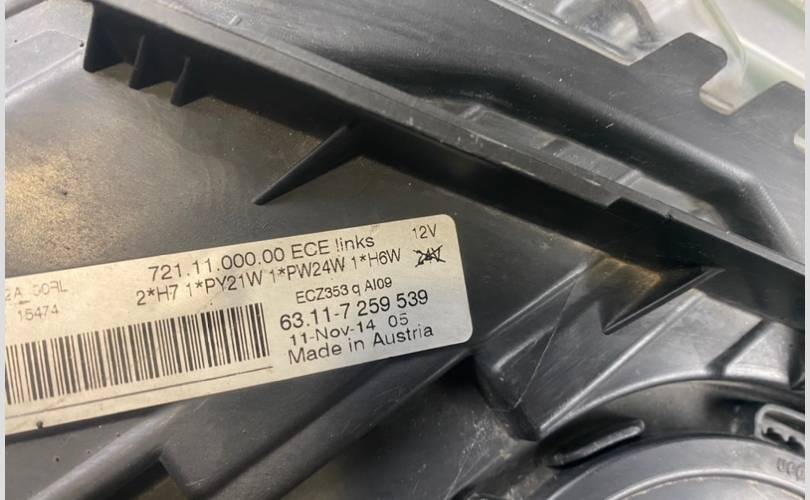 721.11.000.00 ECE links
12V
2*H7 1*PY21W 1*PW24W 1*H6W
24V
15474
ECZ353 q AI09
63.11-7 259 539
11-Nov-14 05
Made in Austria